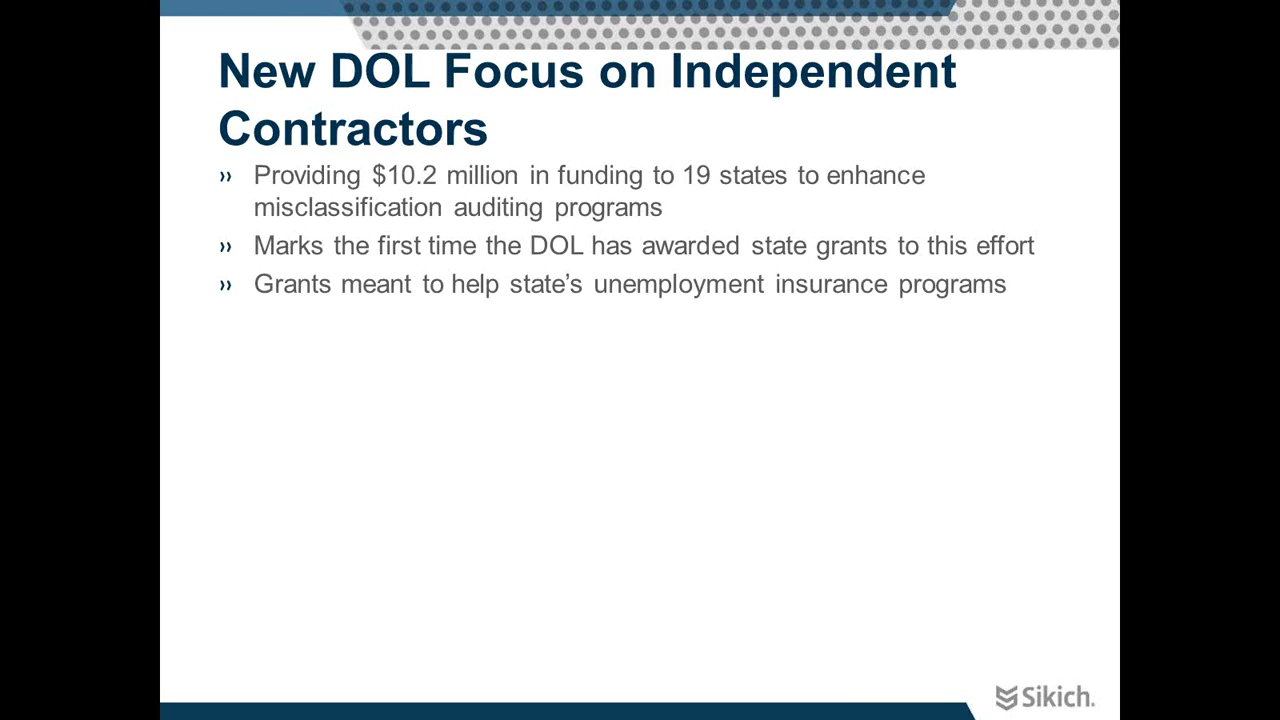 New DOL Focus on Independent
Contractors
›› Providing $10.2 million in funding to 19 states to enhance
misclassification auditing programs
›› Marks the first time the DOL has awarded state grants to this effort
›› Grants meant to help state’s unemployment insurance programs
Sikich.